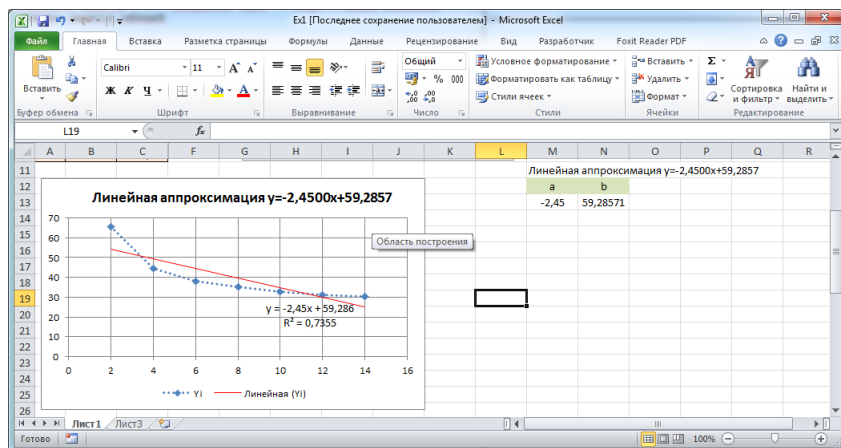 Ex1 [Последнее сохранение пользователем] - Microsoft Excel
Файл Главная Вставка Разметка страницы Формулы Данные Рецензирование Вид Разработчик Foxit Reader PDF
Вставить
Calibri 11
Ж К Ч
Общий
% 000
Условное форматирование
Форматировать как таблицу
Стили ячеек
Вставить
Удалить
Формат
Сортировка и фильтр
Найти и выделить
Буфер обмена Шрифт Выравнивание Число Стили Ячейки Редактирование
L19 fx
A B C F G H I J K L M N O P Q R
11 Линейная аппроксимация y=-2,4500x+59,2857
12 a b
13 -2,45 59,28571
14
15
16
17
18
19
20
21
22
23
24
25
26
Линейная аппроксимация y=-2,4500x+59,2857
70
60
50
40
30
20
10
0
Область построения
y = -2,45x + 59,286
R² = 0,7355
0 2 4 6 8 10 12 14 16
Yi Линейная (Yi)
Лист1 Лист3
Готово 100%